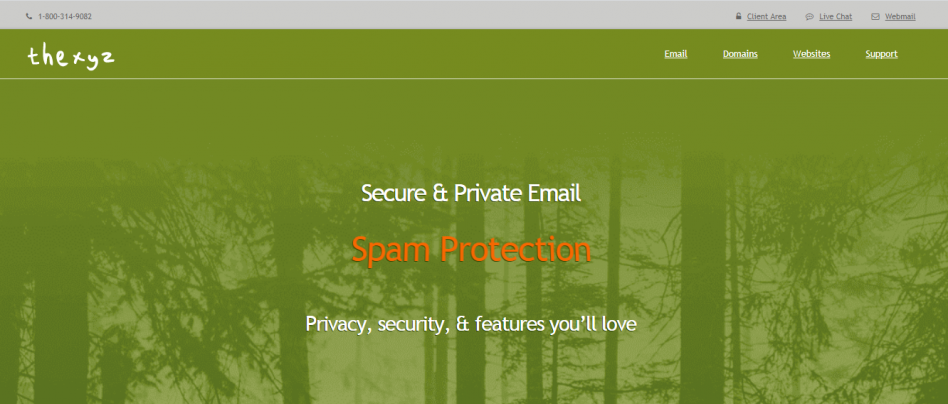 1-800-314-9082
Client Area
Live Chat
Webmail
thexyz
Email
Domains
Websites
Support
Secure & Private Email
Spam Protection
Privacy, security, & features you'll love